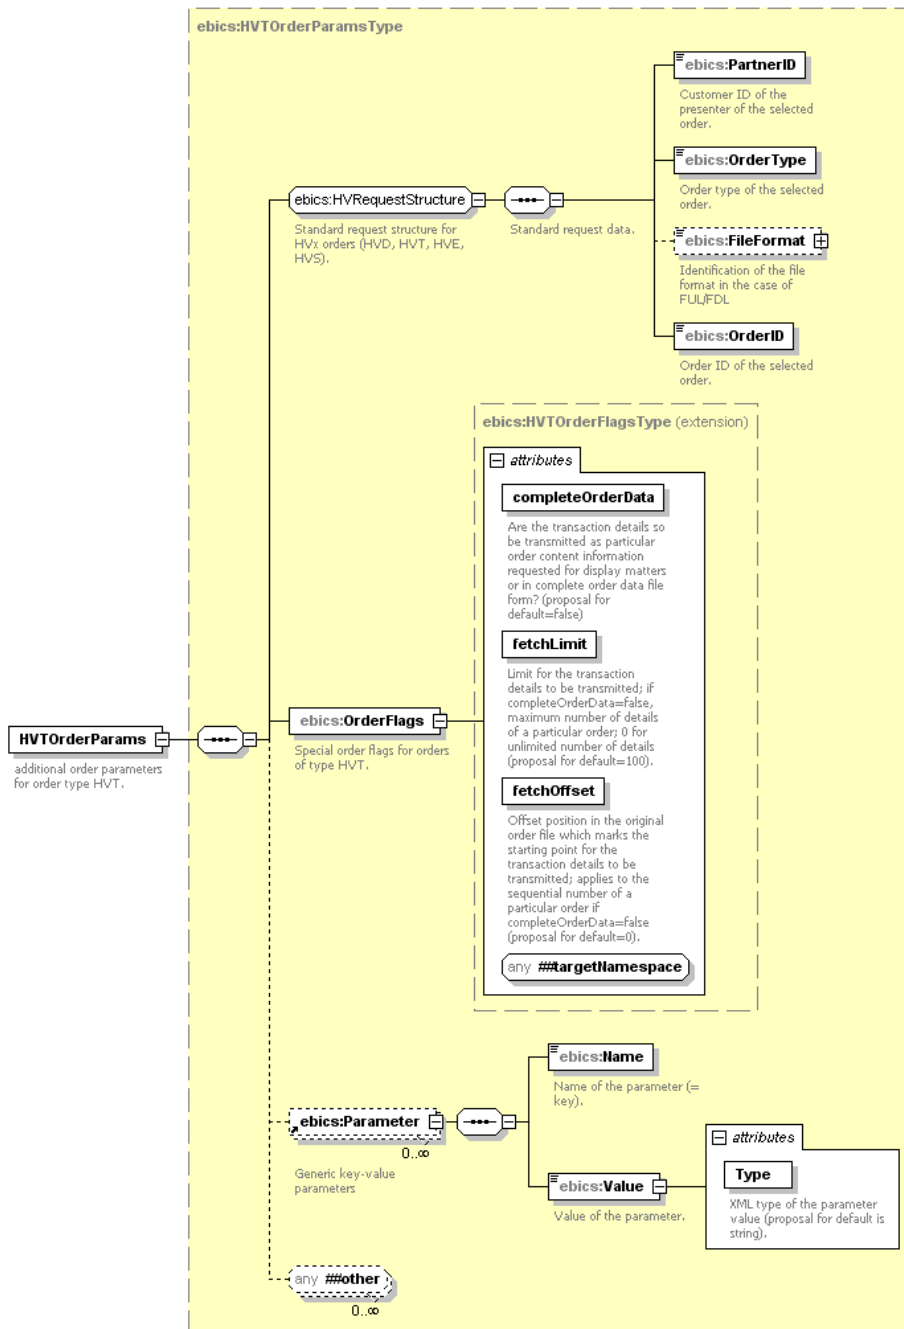 ebics:HVTOrderParamsType
ebics:PartnerID
Customer ID of the
presenter of the selected
order.
ebics:OrderType
Order type of the selected
order.
ebics:HVRequestStructure
Standard request structure for
HVx orders (HVD, HVT, HVE,
HVS).
Standard request data.
ebics:FileFormat
Identification of the file
format in the case of
FUL/FDL
ebics:OrderID
Order ID of the selected
order.
ebics:HVTOrderFlagsType (extension)
attributes
completeOrderData
Are the transaction details so
be transmitted as particular
order content information
requested for display matters
or in complete order data file
form? (proposal for
default=false)
fetchLimit
Limit for the transaction
details to be transmitted; if
completeOrderData=false,
maximum number of details
of a particular order; 0 for
unlimited number of details
(proposal for default=100).
HVTOrderParams
additional order parameters
for order type HVT.
ebics:OrderFlags
Special order flags for orders
of type HVT.
fetchOffset
Offset position in the original
order file which marks the
starting point for the
transaction details to be
transmitted; applies to the
sequential number of a
particular order if
completeOrderData=false
(proposal for default=0).
any ##targetNamespace
ebics:Parameter
0..∞
Generic key-value
parameters
ebics:Name
Name of the parameter (=
key).
ebics:Value
Value of the parameter.
attributes
Type
XML type of the parameter
value (proposal for default is
string).
any ##other
0..∞